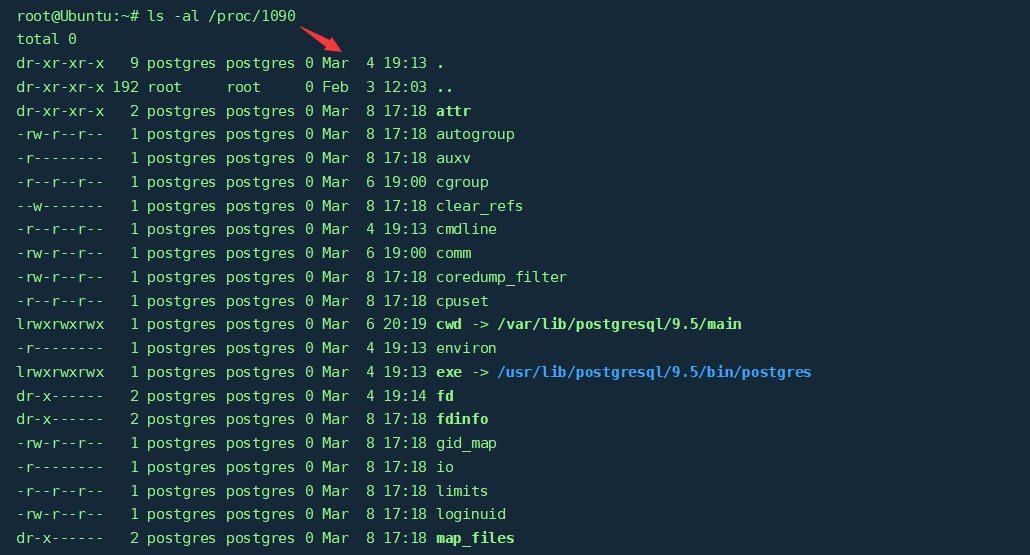 root@Ubuntu:~# ls -al /proc/1090
total 0
dr-xr-xr-x   9 postgres postgres 0 Mar  4 19:13 .
dr-xr-xr-x 192 root     root     0 Feb  3 12:03 ..
dr-xr-xr-x   2 postgres postgres 0 Mar  8 17:18 attr
-rw-r--r--   1 postgres postgres 0 Mar  8 17:18 autogroup
-r--------   1 postgres postgres 0 Mar  8 17:18 auxv
-r--r--r--   1 postgres postgres 0 Mar  6 19:00 cgroup
--w-------   1 postgres postgres 0 Mar  8 17:18 clear_refs
-r--r--r--   1 postgres postgres 0 Mar  4 19:13 cmdline
-rw-r--r--   1 postgres postgres 0 Mar  6 19:00 comm
-rw-r--r--   1 postgres postgres 0 Mar  8 17:18 coredump_filter
-r--r--r--   1 postgres postgres 0 Mar  8 17:18 cpuset
lrwxrwxrwx   1 postgres postgres 0 Mar  6 20:19 cwd -> /var/lib/postgresql/9.5/main
-r--------   1 postgres postgres 0 Mar  4 19:13 environ
lrwxrwxrwx   1 postgres postgres 0 Mar  4 19:13 exe -> /usr/lib/postgresql/9.5/bin/postgres
dr-x------   2 postgres postgres 0 Mar  4 19:14 fd
dr-x------   2 postgres postgres 0 Mar  8 17:18 fdinfo
-rw-r--r--   1 postgres postgres 0 Mar  8 17:18 gid_map
-r--------   1 postgres postgres 0 Mar  8 17:18 io
-r--r--r--   1 postgres postgres 0 Mar  8 17:18 limits
-rw-r--r--   1 postgres postgres 0 Mar  8 17:18 loginuid
dr-x------   2 postgres postgres 0 Mar  8 17:18 map_files